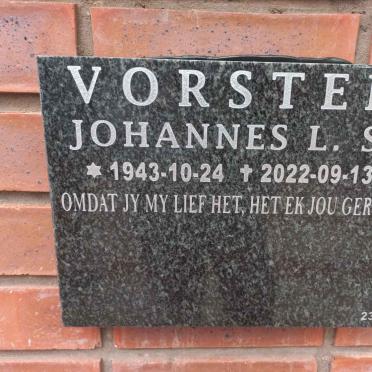 VORSTE
JOHANNES L. S
✡ 1943-10-24 ✝ 2022-09-13
OMDAT JY MY LIEF HET, HET EK JOU GER
23